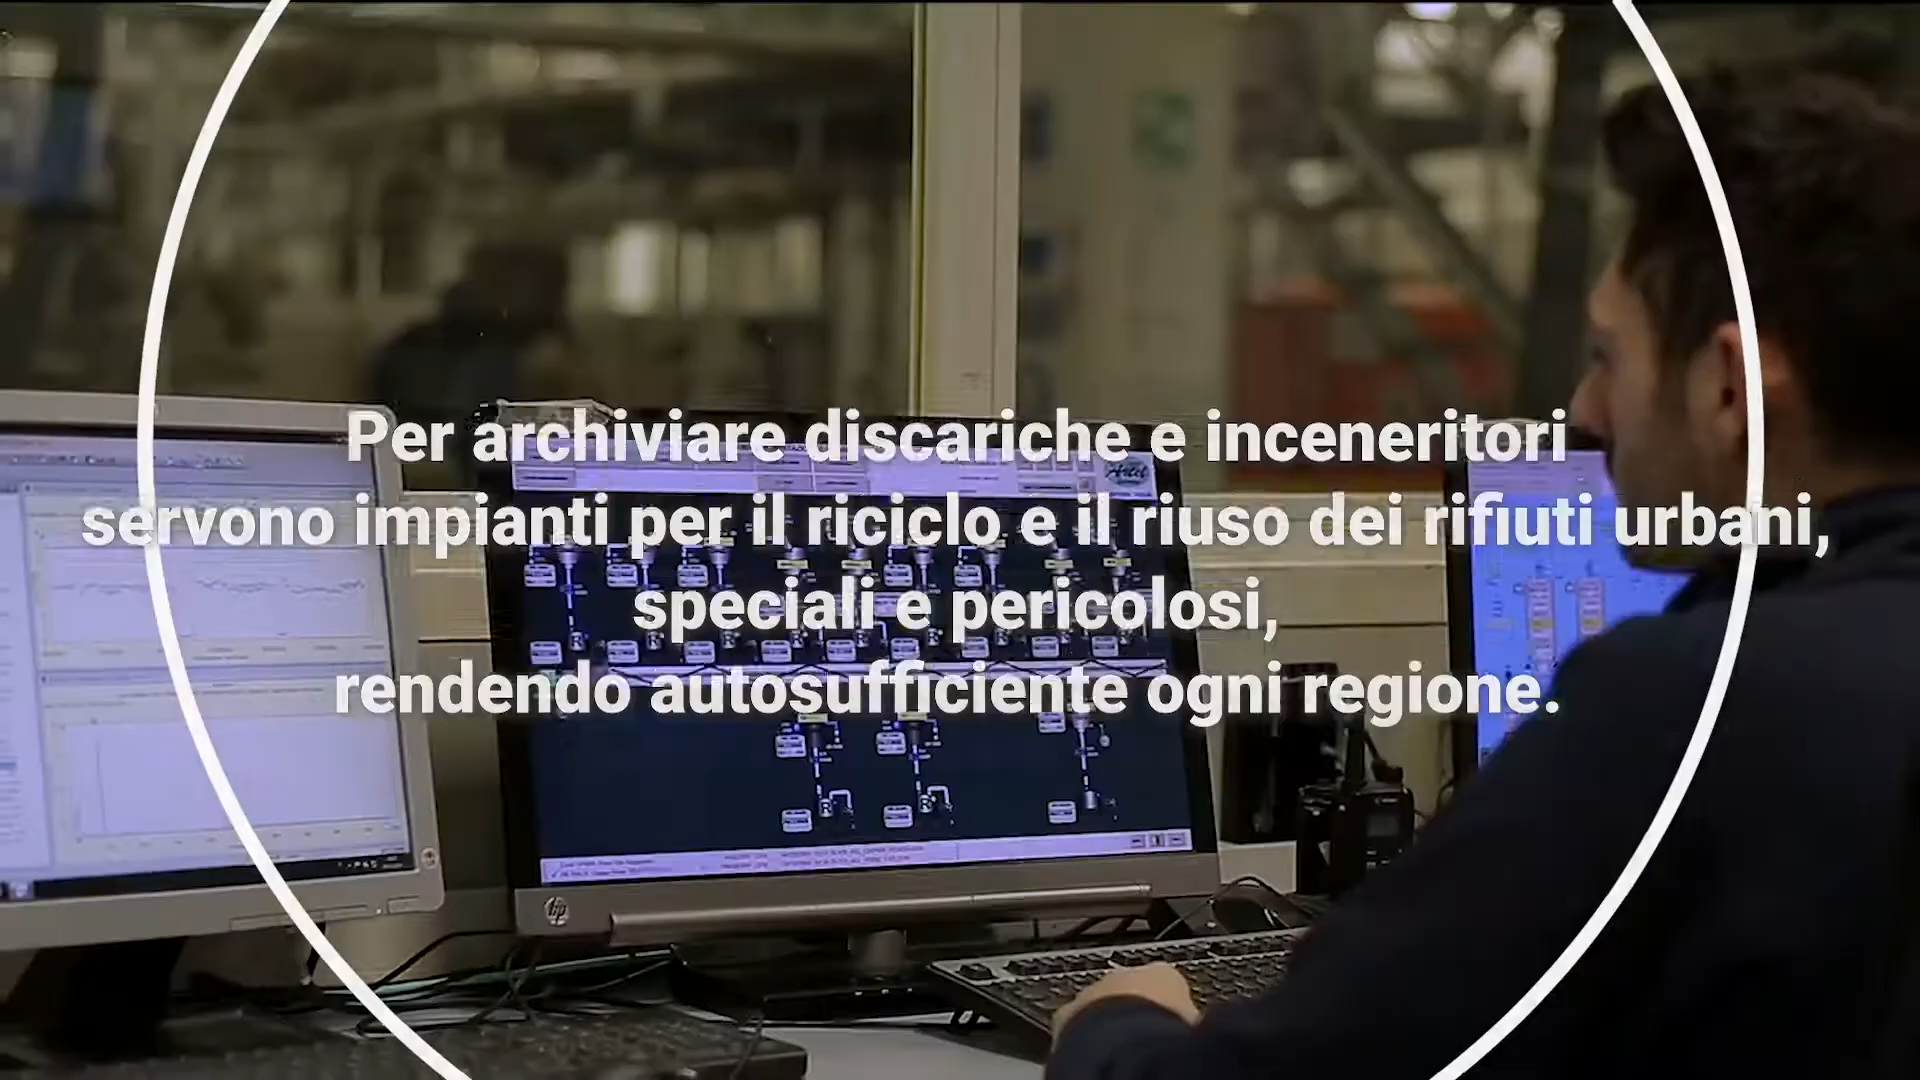 Per archiviare discariche e inceneritori
servono impianti per il riciclo e il riuso dei rifiuti urbani,
speciali e pericolosi,
rendendo autosufficiente ogni regione.
hp